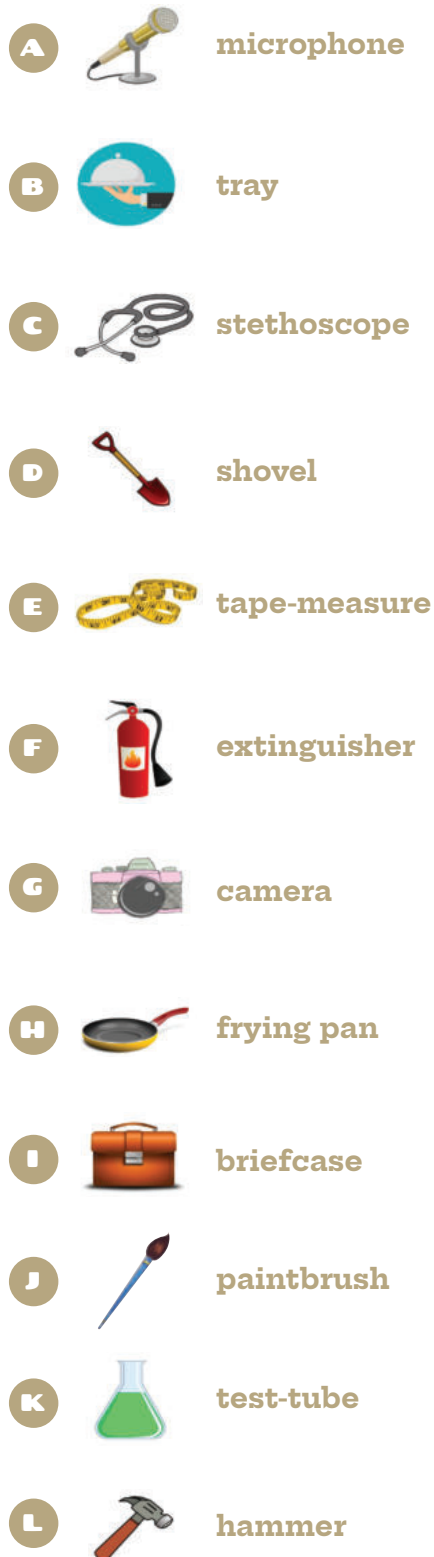 A microphone
B tray
C stethoscope
D shovel
E tape-measure
F extinguisher
G camera
H frying pan
I briefcase
J paintbrush
K test-tube
L hammer